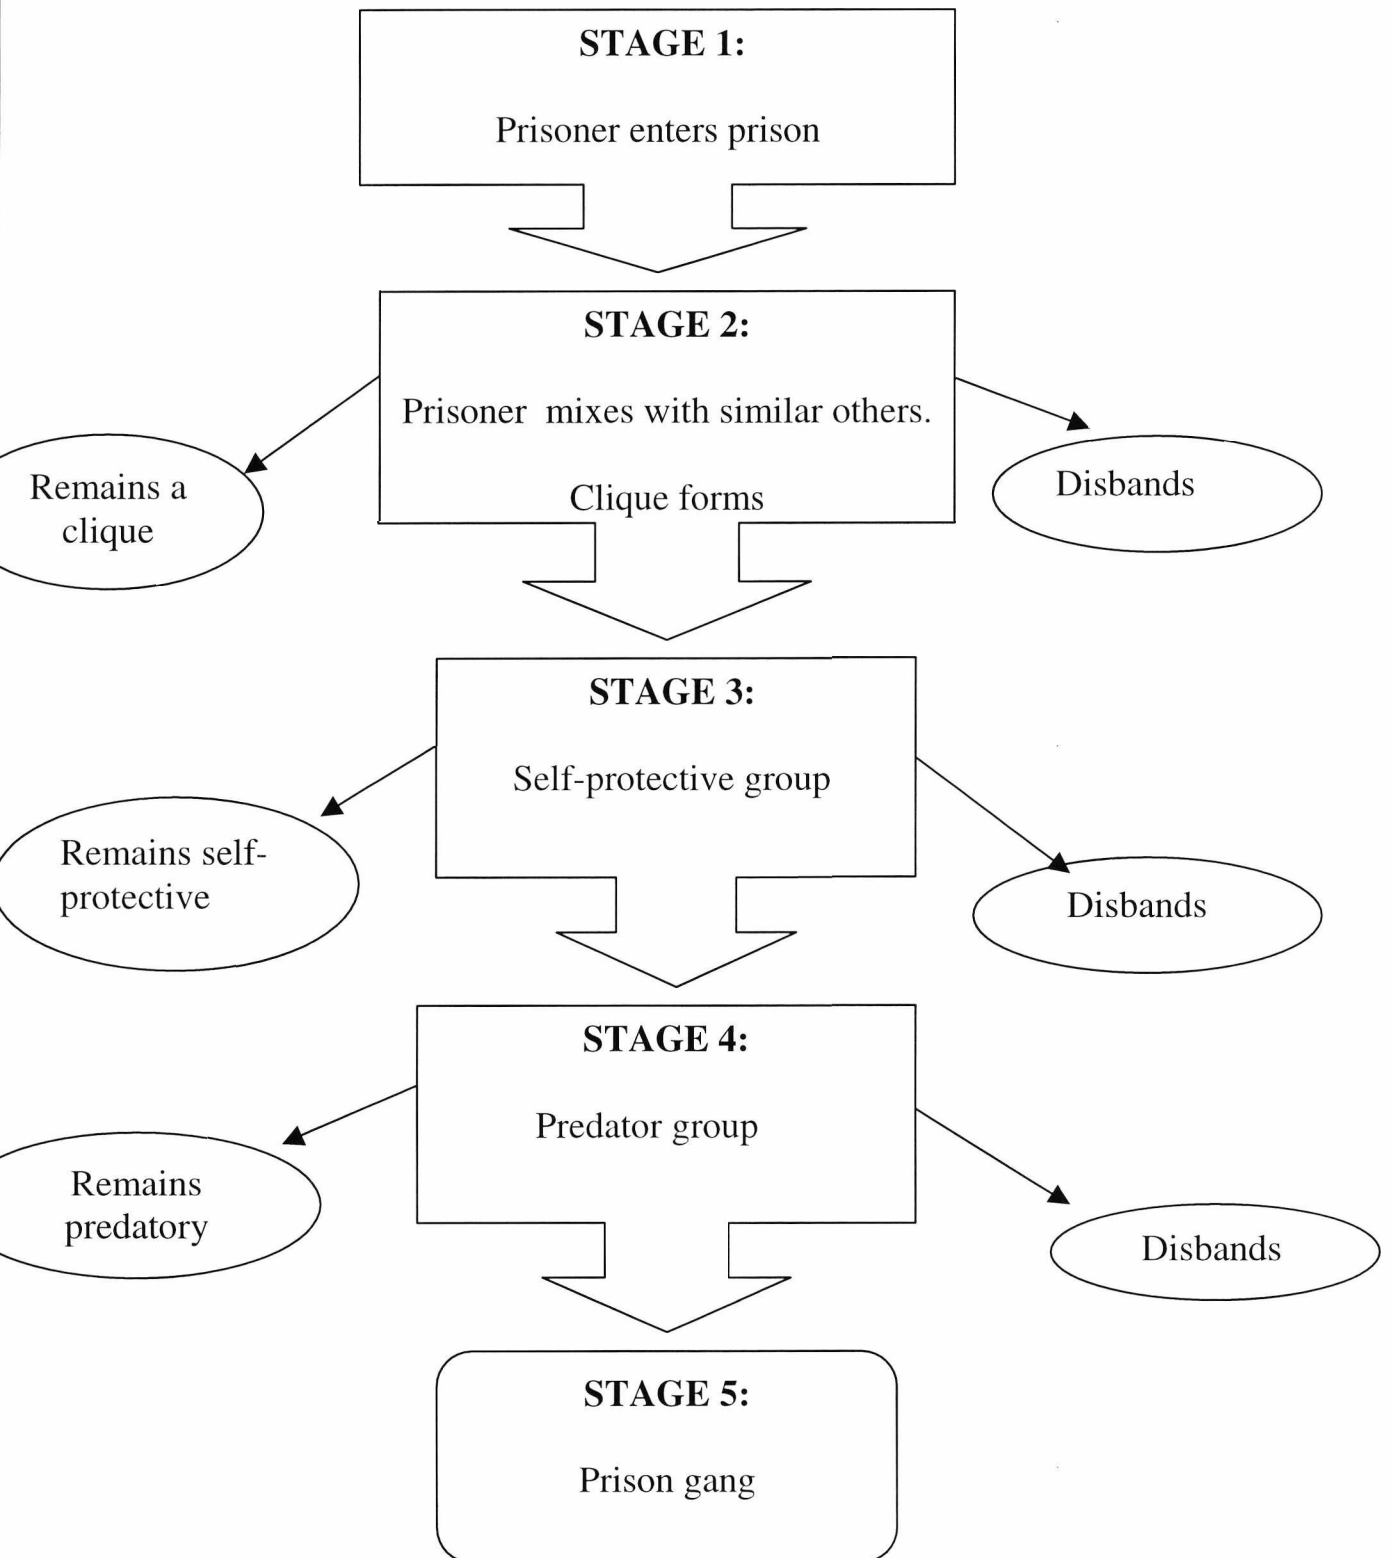 STAGE 1:
Prisoner enters prison
STAGE 2:
Prisoner mixes with similar others.
Clique forms
Remains a
clique
Disbands
STAGE 3:
Self-protective group
Remains self-
protective
Disbands
STAGE 4:
Predator group
Remains
predatory
Disbands
STAGE 5:
Prison gang